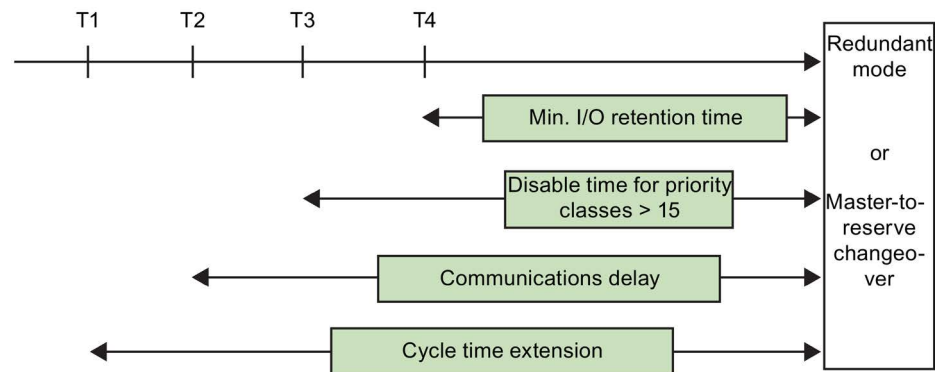 T1 T2 T3 T4
Redundant
mode
or
Master-to-
reserve
changeo-
ver
Min. I/O retention time
Disable time for priority
classes > 15
Communications delay
Cycle time extension